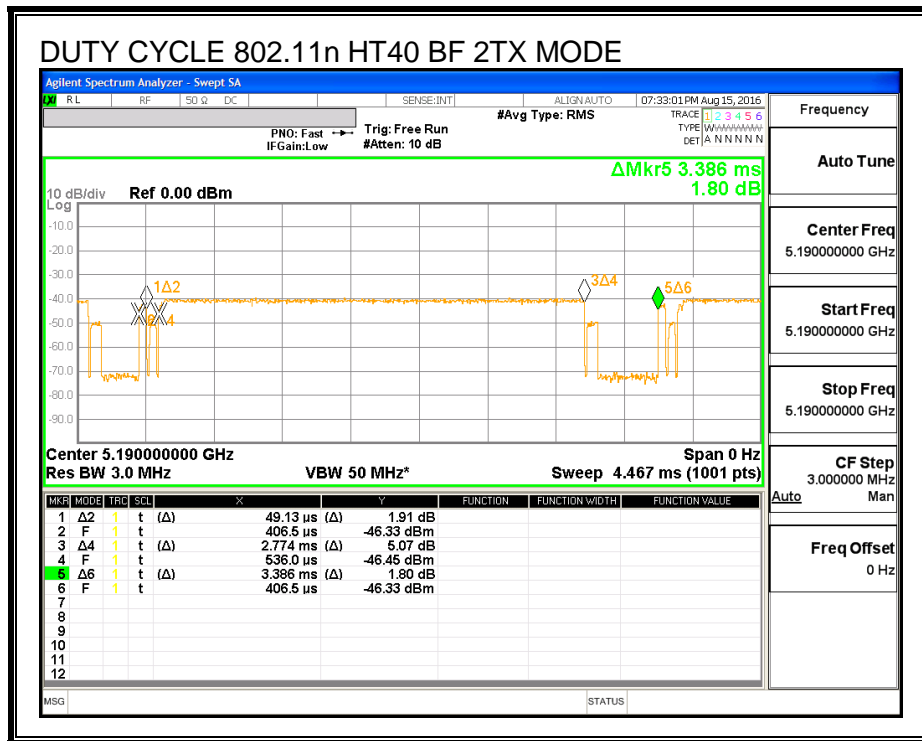 DUTY CYCLE 802.11n HT40 BF 2TX MODE
Agilent Spectrum Analyzer - Swept SA
LXI RL RF 50 Ω DC SENSE:INT ALIGN AUTO 07:33:01 PM Aug 15, 2016
#Avg Type: RMS TRACE 1 2 3 4 5 6
PNO: Fast Trig: Free Run TYPE WWWWWW
IFGain:Low #Atten: 10 dB DET A N N N N N
ΔMkr5 3.386 ms
1.80 dB
10 dB/div Ref 0.00 dBm
Log
-10.0
-20.0
-30.0
1Δ2 3Δ4 5Δ6
-40.0
4
-50.0
-60.0
-70.0
-80.0
-90.0
Center 5.190000000 GHz Span 0 Hz
Res BW 3.0 MHz VBW 50 MHz* Sweep 4.467 ms (1001 pts)
MKR MODE TRC SCL X Y FUNCTION FUNCTION WIDTH FUNCTION VALUE
1 Δ2 1 t (Δ) 49.13 µs (Δ) 1.91 dB
2 F 1 t 406.5 µs -46.33 dBm
3 Δ4 1 t (Δ) 2.774 ms (Δ) 5.07 dB
4 F 1 t 536.0 µs -46.45 dBm
5 Δ6 1 t (Δ) 3.386 ms (Δ) 1.80 dB
6 F 1 t 406.5 µs -46.33 dBm
7
8
9
10
11
12
MSG STATUS
Frequency
Auto Tune
Center Freq
5.190000000 GHz
Start Freq
5.190000000 GHz
Stop Freq
5.190000000 GHz
CF Step
3.000000 MHz
Auto Man
Freq Offset
0 Hz